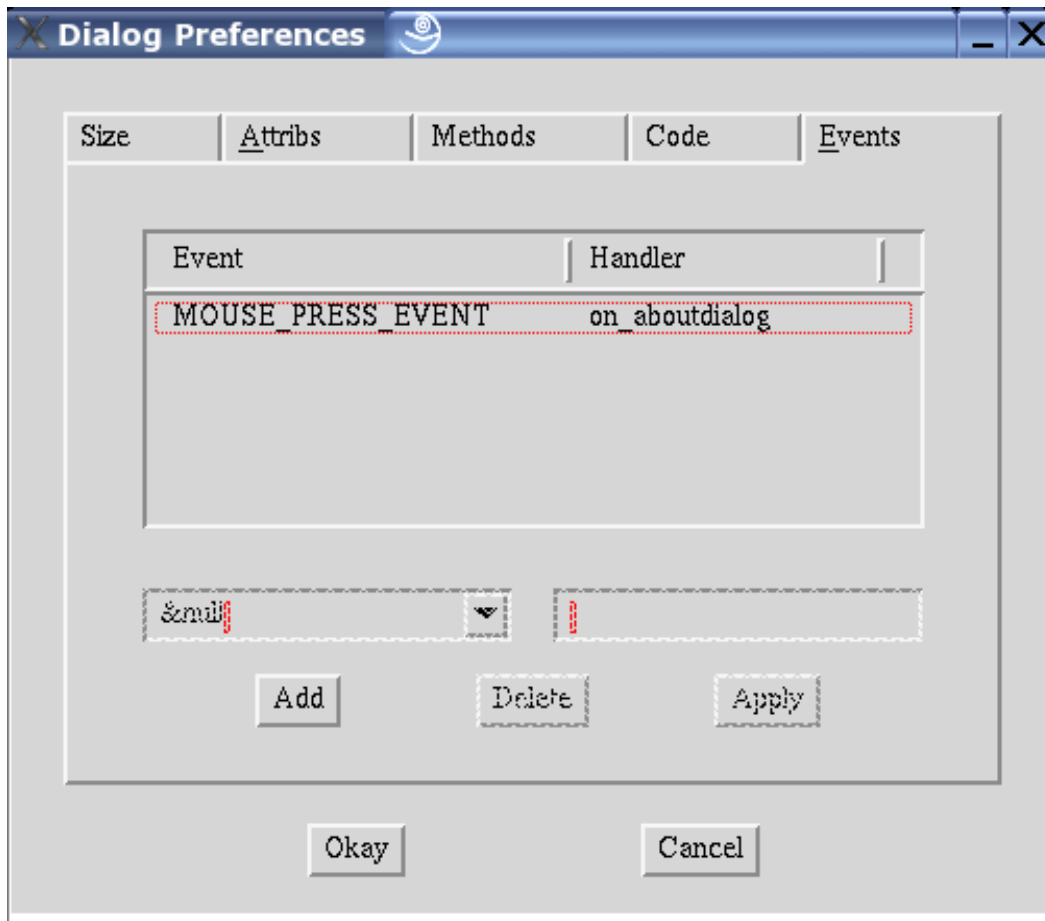 Dialog Preferences
Size Attribs Methods Code Events
Event Handler
MOUSE_PRESS_EVENT on_aboutdialog
&null
Add Delete Apply
Okay Cancel